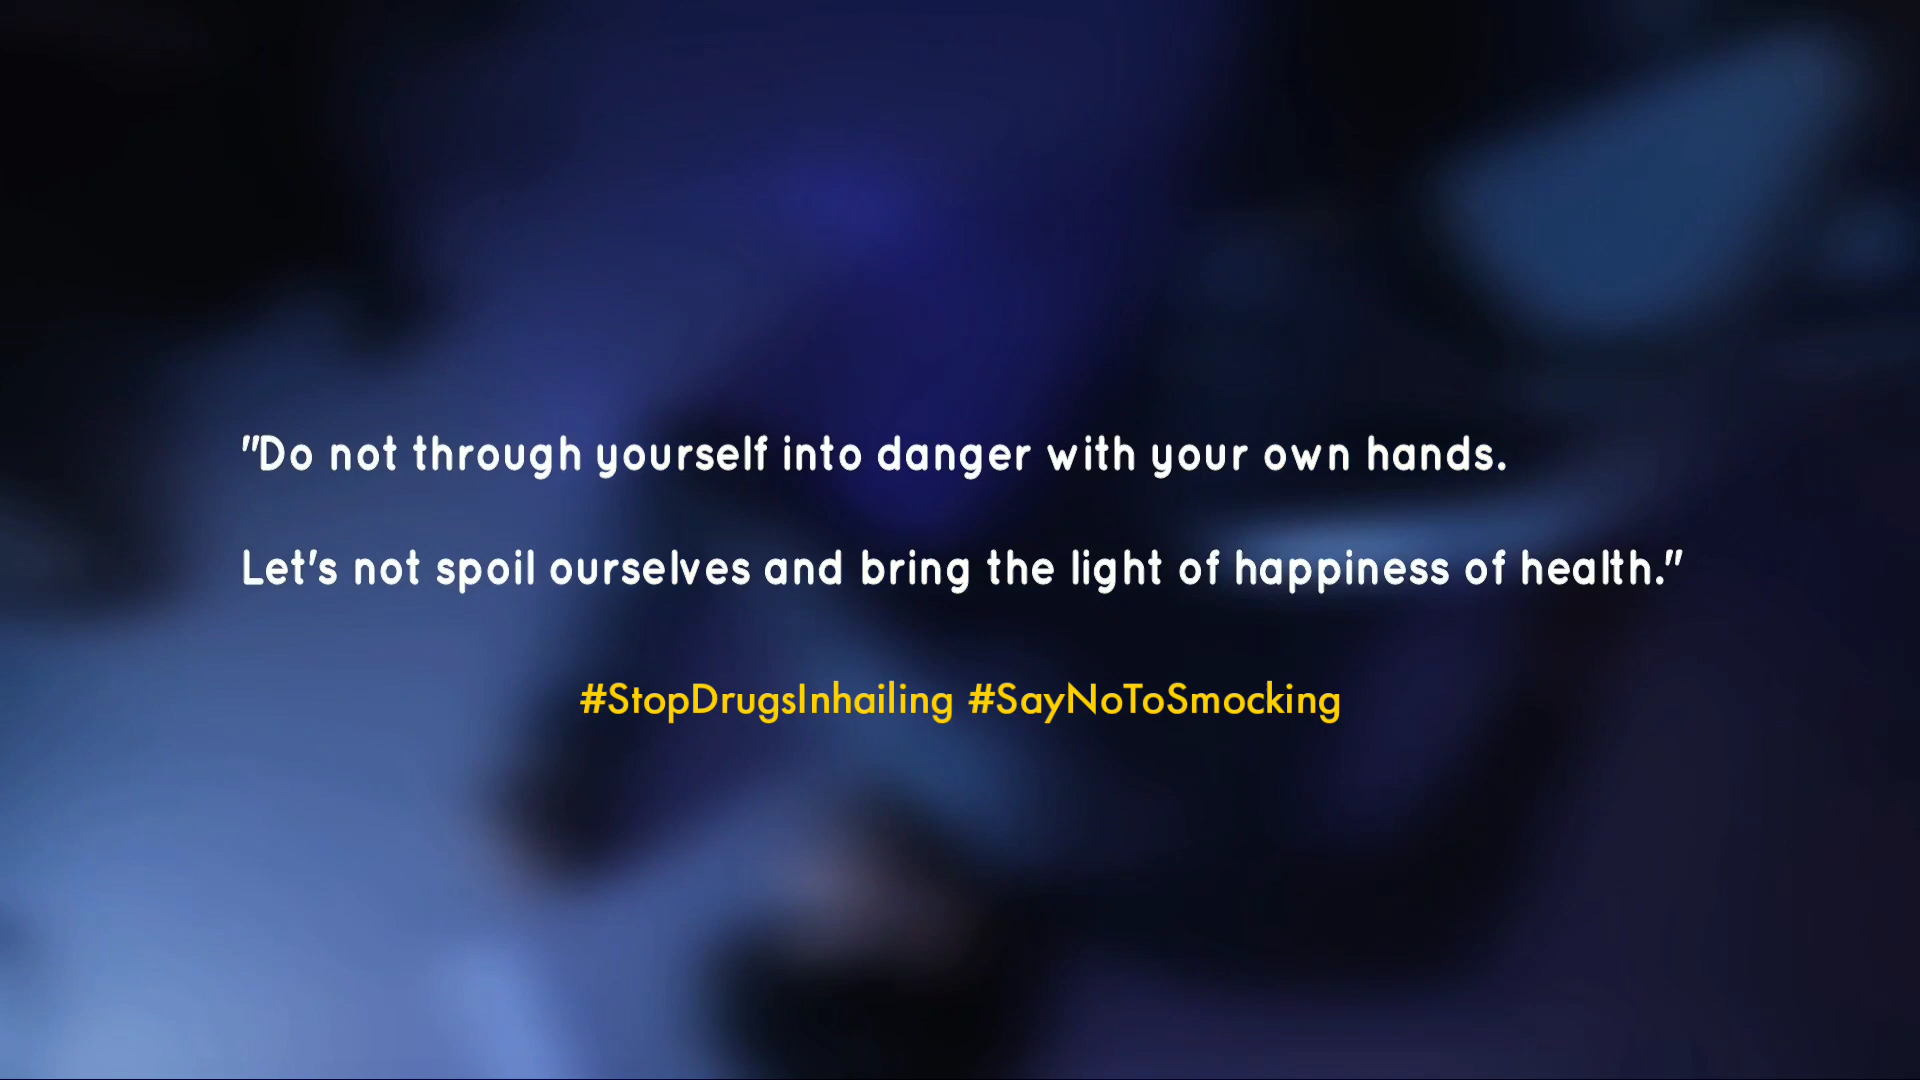 "Do not through yourself into danger with your own hands.
Let's not spoil ourselves and bring the light of happiness of health."
#StopDrugsInhailing #SayNoToSmocking